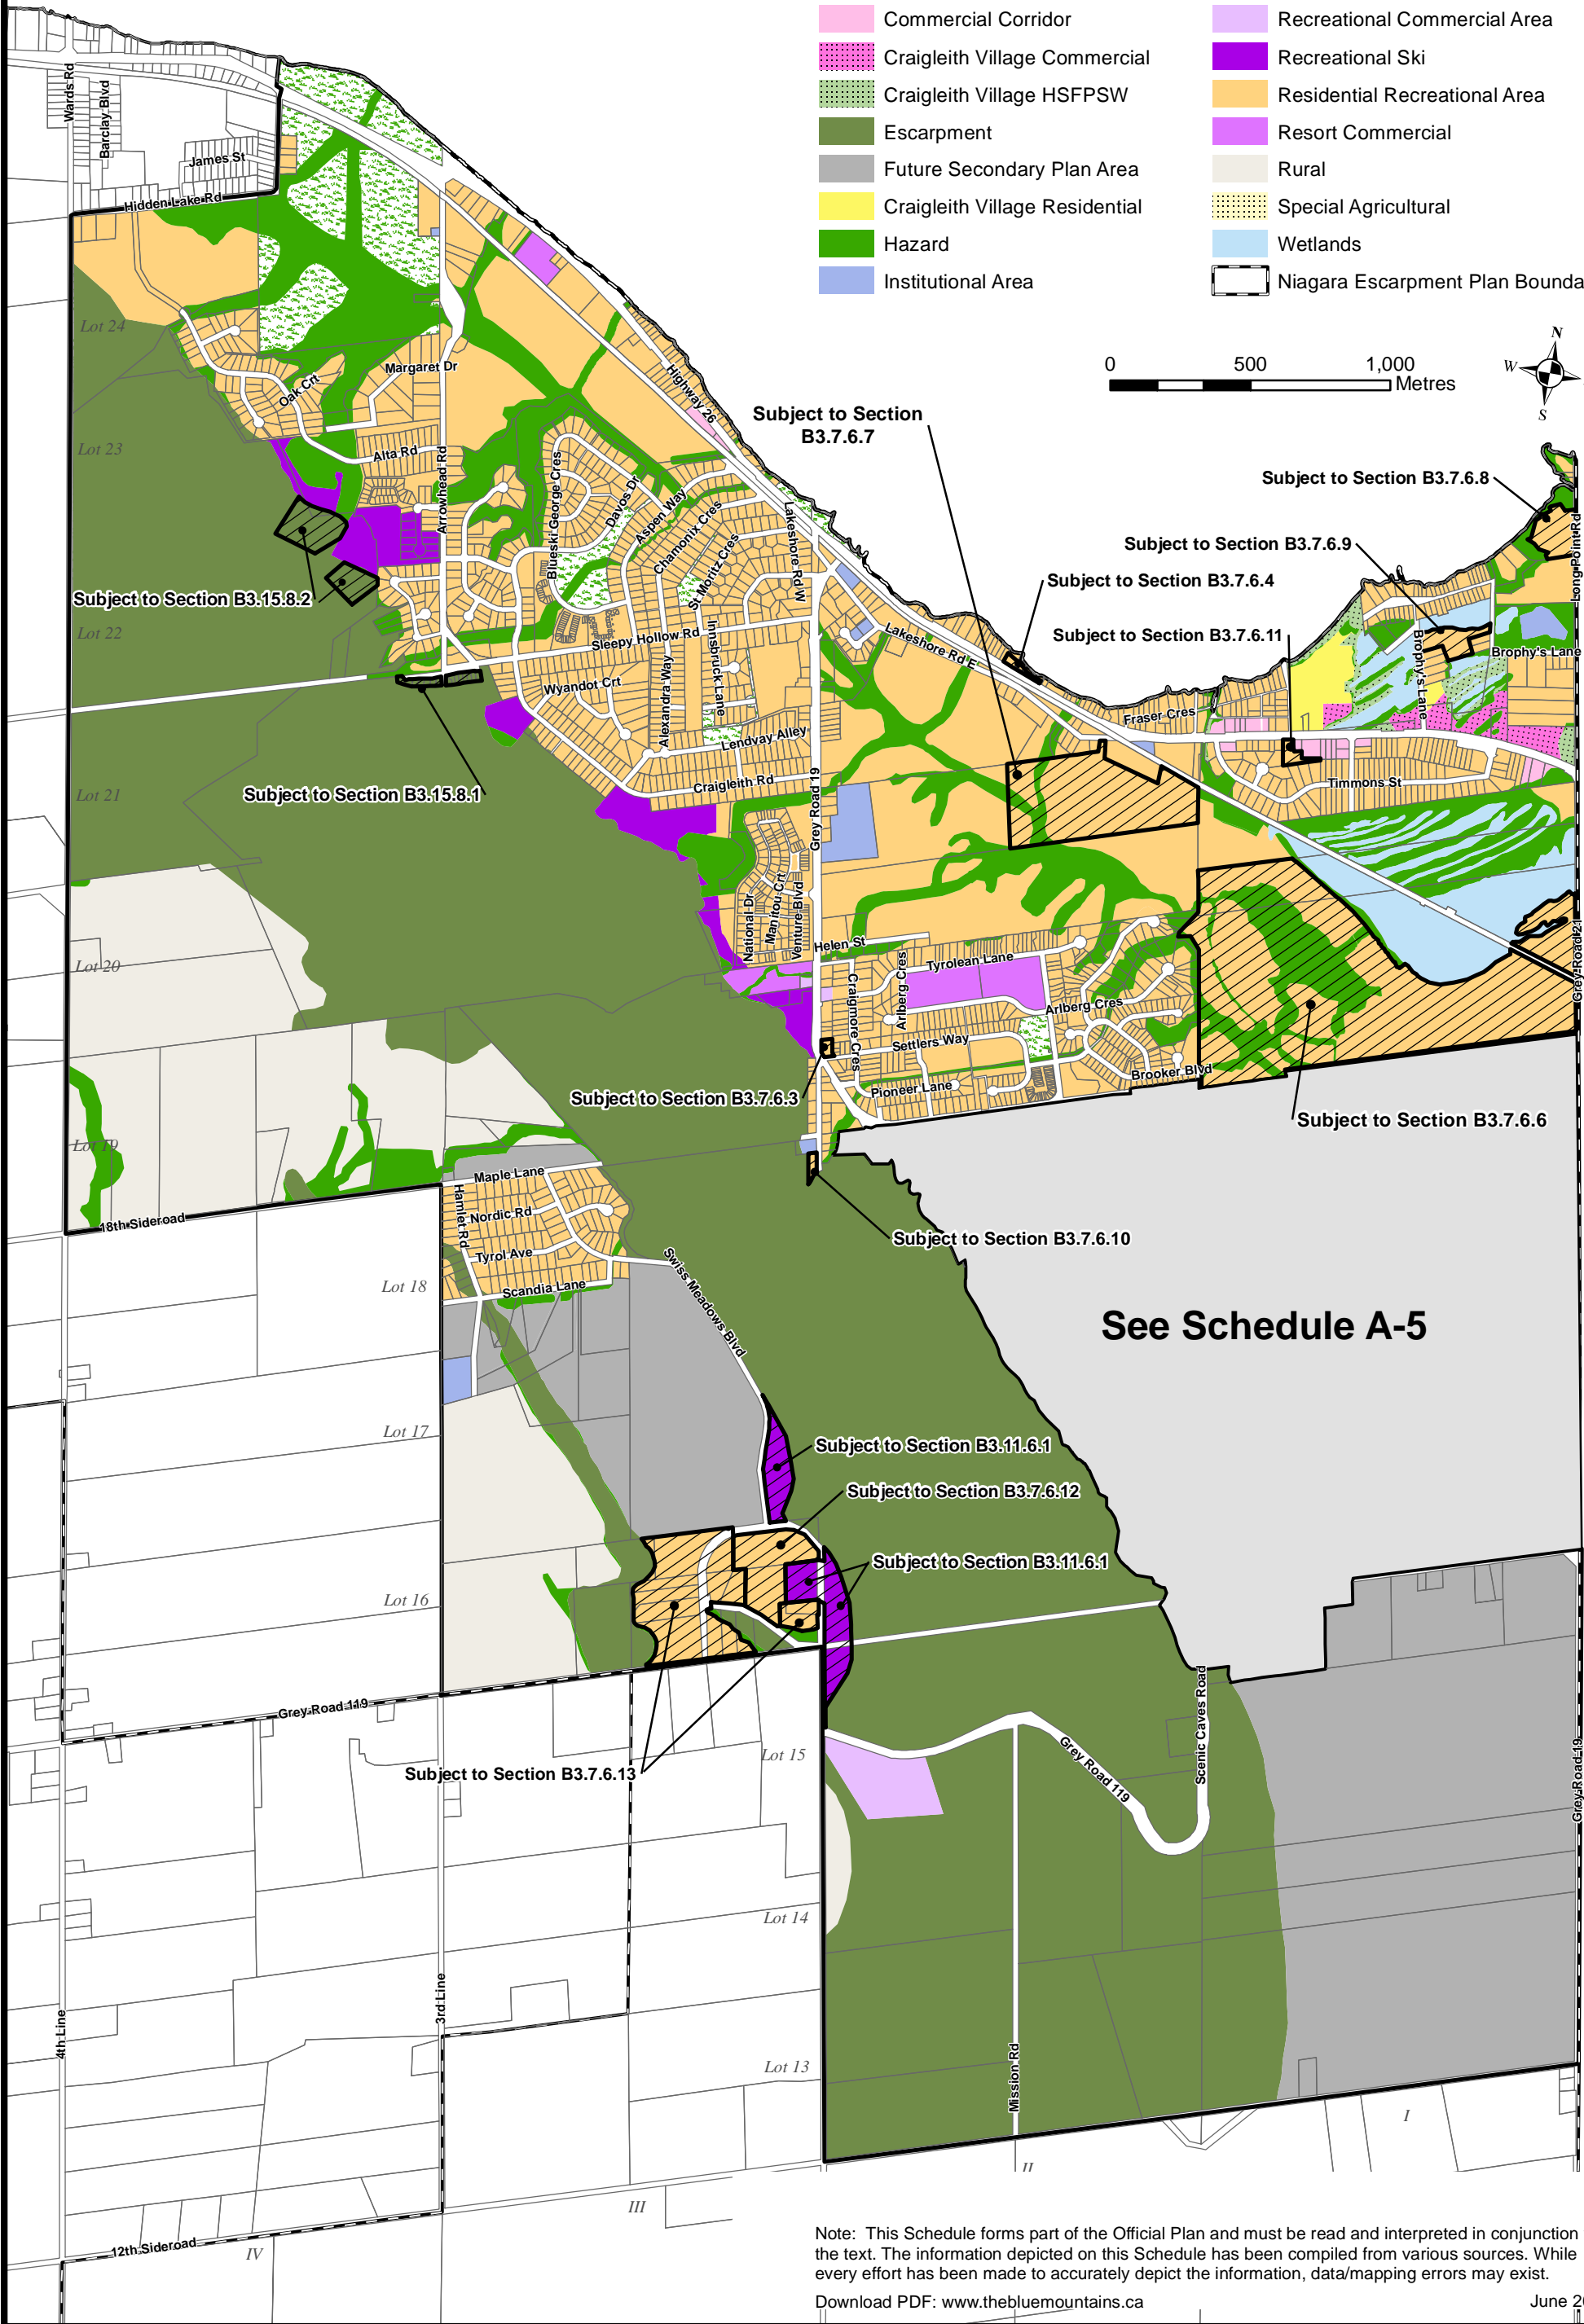 Commercial Corridor
Craigleith Village Commercial
Craigleith Village HSFPSW
Escarpment
Future Secondary Plan Area
Craigleith Village Residential
Hazard
Institutional Area
Recreational Commercial Area
Recreational Ski
Residential Recreational Area
Resort Commercial
Rural
Special Agricultural
Wetlands
Niagara Escarpment Plan
0 500 1,000
Metres
N
W
S
Wards Rd
Barclay Blvd
James St
Hidden Lake Rd
Lot 24
Oak Crt
Margaret Dr
Highway 26
Subject to Section
B3.7.6.7
Lot 23
Alta Rd
Arrowhead Rd
Blueski George Cres
Davos Dr
Aspen Way
Chamonix Cres
St Moritz Cres
Lakeshore Rd W
Subject to Section B3.7.6.8
Long Point Rd
Subject to Section B3.7.6.9
Subject to Section B3.7.6.4
Subject to Section B3.15.8.2
Lot 22
Subject to Section B3.7.6.11
Sleepy Hollow Rd
Innsbruck Lane
Lakeshore Rd E
Brophy's Lane
Brophy's Lane
Wyandot Crt
Alexandra Way
Fraser Cres
Lendvay Alley
Craigleith Rd
Timmons St
Lot 21
Subject to Section B3.15.8.1
Grey Road 19
National Dr
Manitou Crt
Venture Blvd
Helen St
Lot 20
Tyrolean Lane
Craigmore Cres
Arlberg Cres
Arlberg Cres
Grey Road 21
Settlers Way
Brooker Blvd
Pioneer Lane
Subject to Section B3.7.6.3
Subject to Section B3.7.6.6
Lot 19
Maple Lane
Hamlet Rd
Nordic Rd
18th Sideroad
Tyrol Ave
Subject to Section B3.7.6.10
Lot 18
Scandia Lane
Swiss Meadows Blvd
See Schedule A-5
Lot 17
Subject to Section B3.11.6.1
Subject to Section B3.7.6.12
Subject to Section B3.11.6.1
Lot 16
Grey Road 119
Scenic Caves Road
Lot 15
Grey Road 119
Subject to Section B3.7.6.13
Grey Road 19
Lot 14
3rd Line
4th Line
Lot 13
Mission Rd
I
II
III
12th Sideroad
IV
Note: This Schedule forms part of the Official Plan and must be read and interpreted in conjunction
the text. The information depicted on this Schedule has been compiled from various sources. While
every effort has been made to accurately depict the information, data/mapping errors may exist.
Download PDF: www.thebluemountains.ca
June